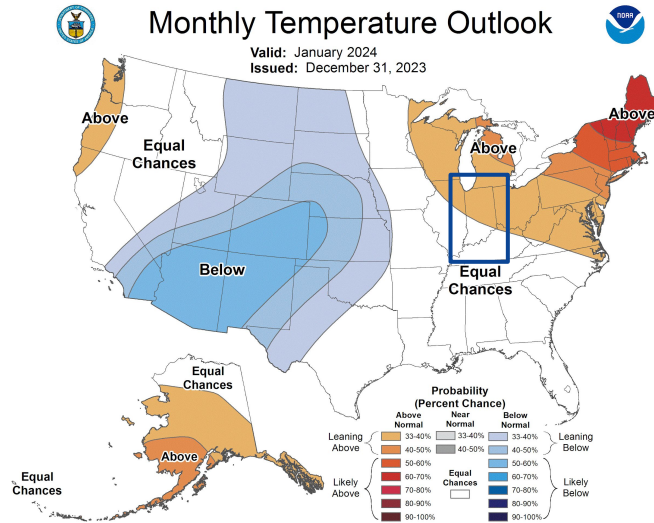 Monthly Temperature Outlook
NOAA
Valid: January 2024
Issued: December 31, 2023
Above
Equal
Chances
Below
Above
Above
Equal
Chances
Equal
Chances
Above
Equal
Chances
Probability
(Percent Chance)
Above Normal
Near Normal
Below Normal
Leaning Above
33-40%
33-40%
33-40%
Leaning Below
40-50%
40-50%
40-50%
Likely Above
50-60%
Equal Chances
50-60%
Likely Below
60-70%
60-70%
70-80%
70-80%
80-90%
80-90%
90-100%
90-100%